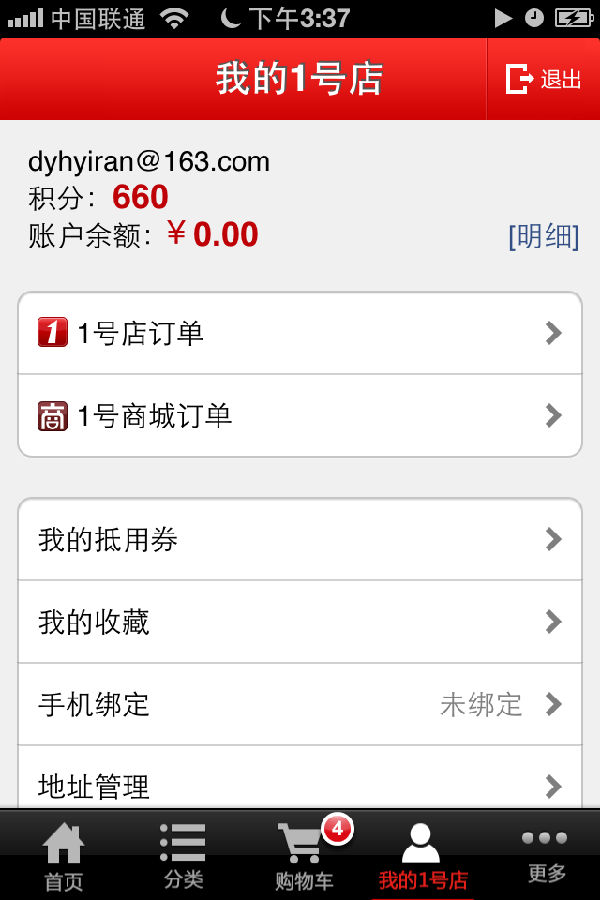 中国联通 下午3:37
我的1号店 退出
dyhyiran@163.com
积分：660
账户余额：￥0.00 [明细]
1 1号店订单
商 1号商城订单
我的抵用券
我的收藏
手机绑定 未绑定
地址管理
4
首页 分类 购物车 我的1号店 更多